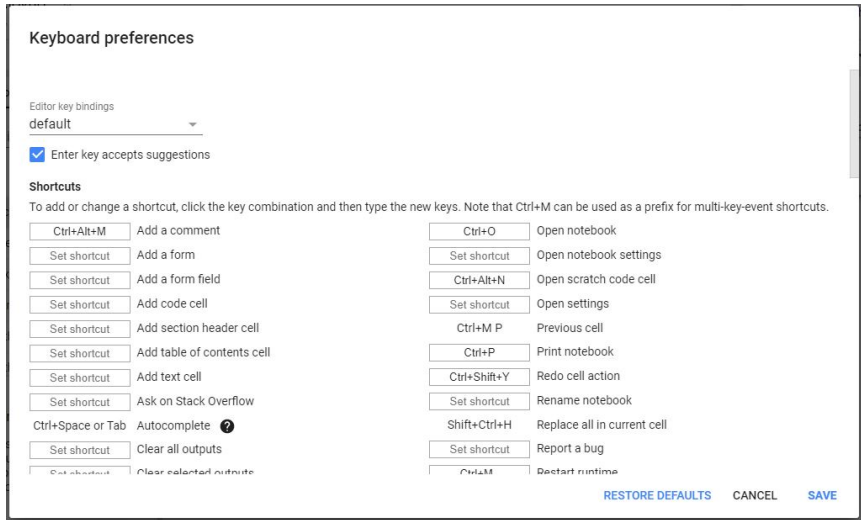 Keyboard preferences
Editor key bindings
default
Enter key accepts suggestions
Shortcuts
To add or change a shortcut, click the key combination and then type the new keys. Note that Ctrl+M can be used as a prefix for multi-key-event shortcuts.
Ctrl+Alt+M Add a comment
Set shortcut Add a form
Set shortcut Add a form field
Set shortcut Add code cell
Set shortcut Add section header cell
Set shortcut Add table of contents cell
Set shortcut Add text cell
Set shortcut Ask on Stack Overflow
Ctrl+Space or Tab Autocomplete ?
Set shortcut Clear all outputs
Set shortcut Clear selected outputs
Ctrl+O Open notebook
Set shortcut Open notebook settings
Ctrl+Alt+N Open scratch code cell
Set shortcut Open settings
Ctrl+M P Previous cell
Ctrl+P Print notebook
Ctrl+Shift+Y Redo cell action
Set shortcut Rename notebook
Shift+Ctrl+H Replace all in current cell
Set shortcut Report a bug
Ctrl+M Restart runtime
RESTORE DEFAULTS CANCEL SAVE